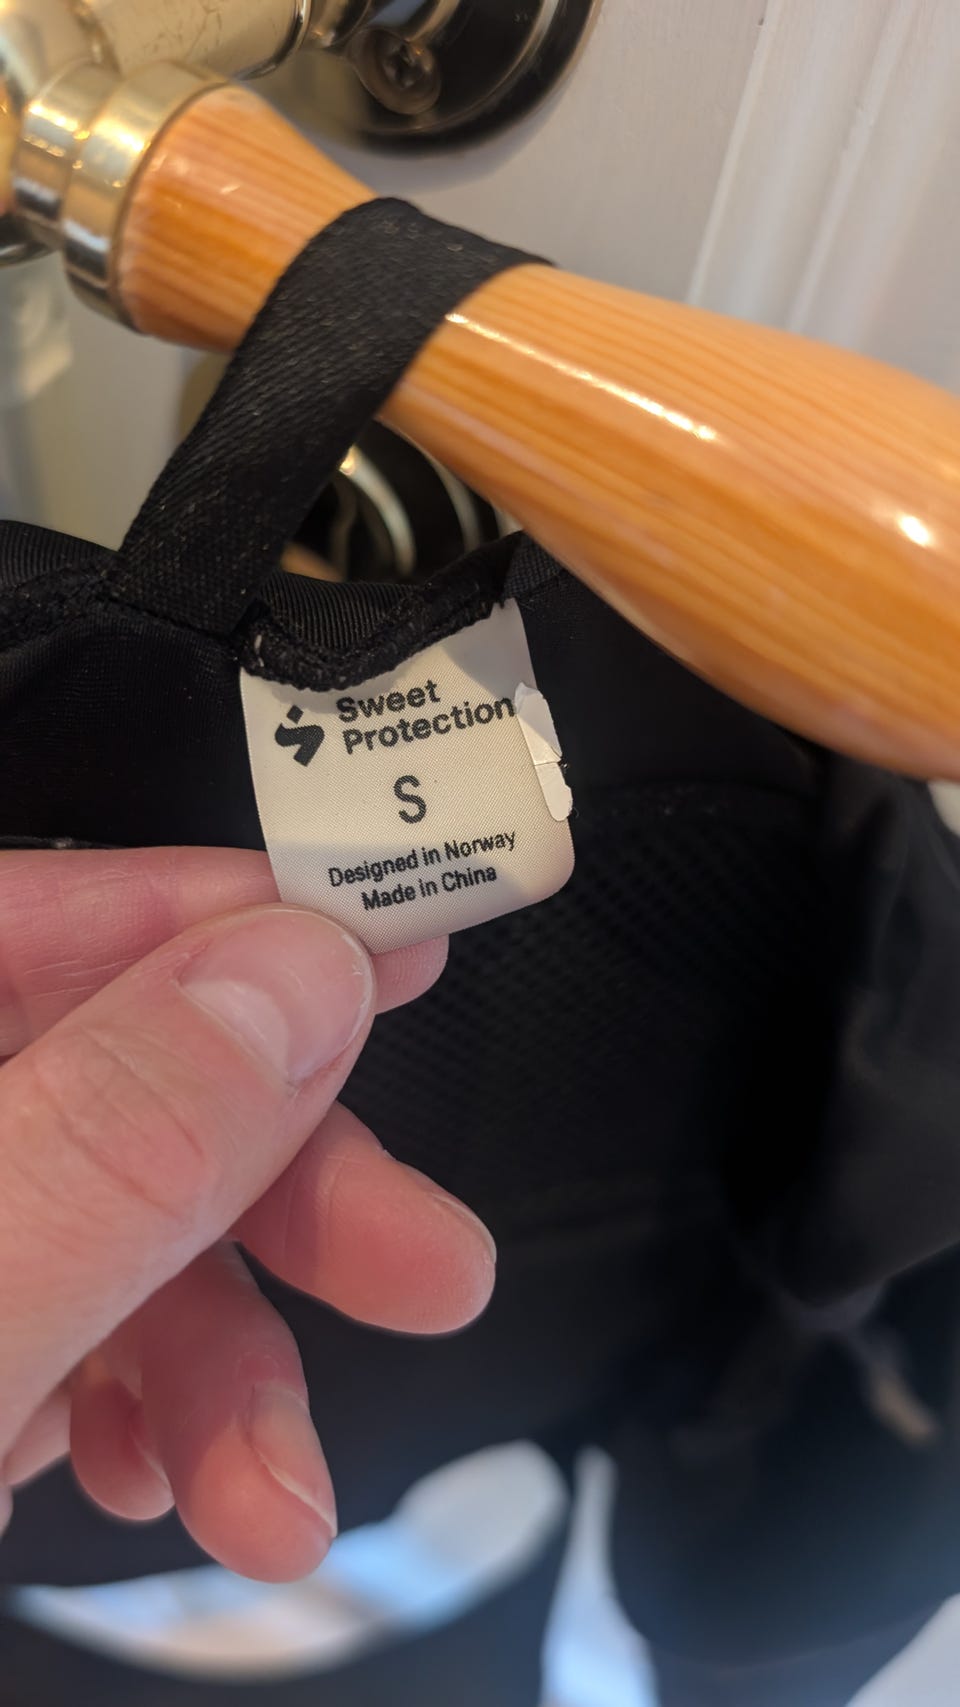 Sweet
Protection
S
Designed in Norway
Made in China